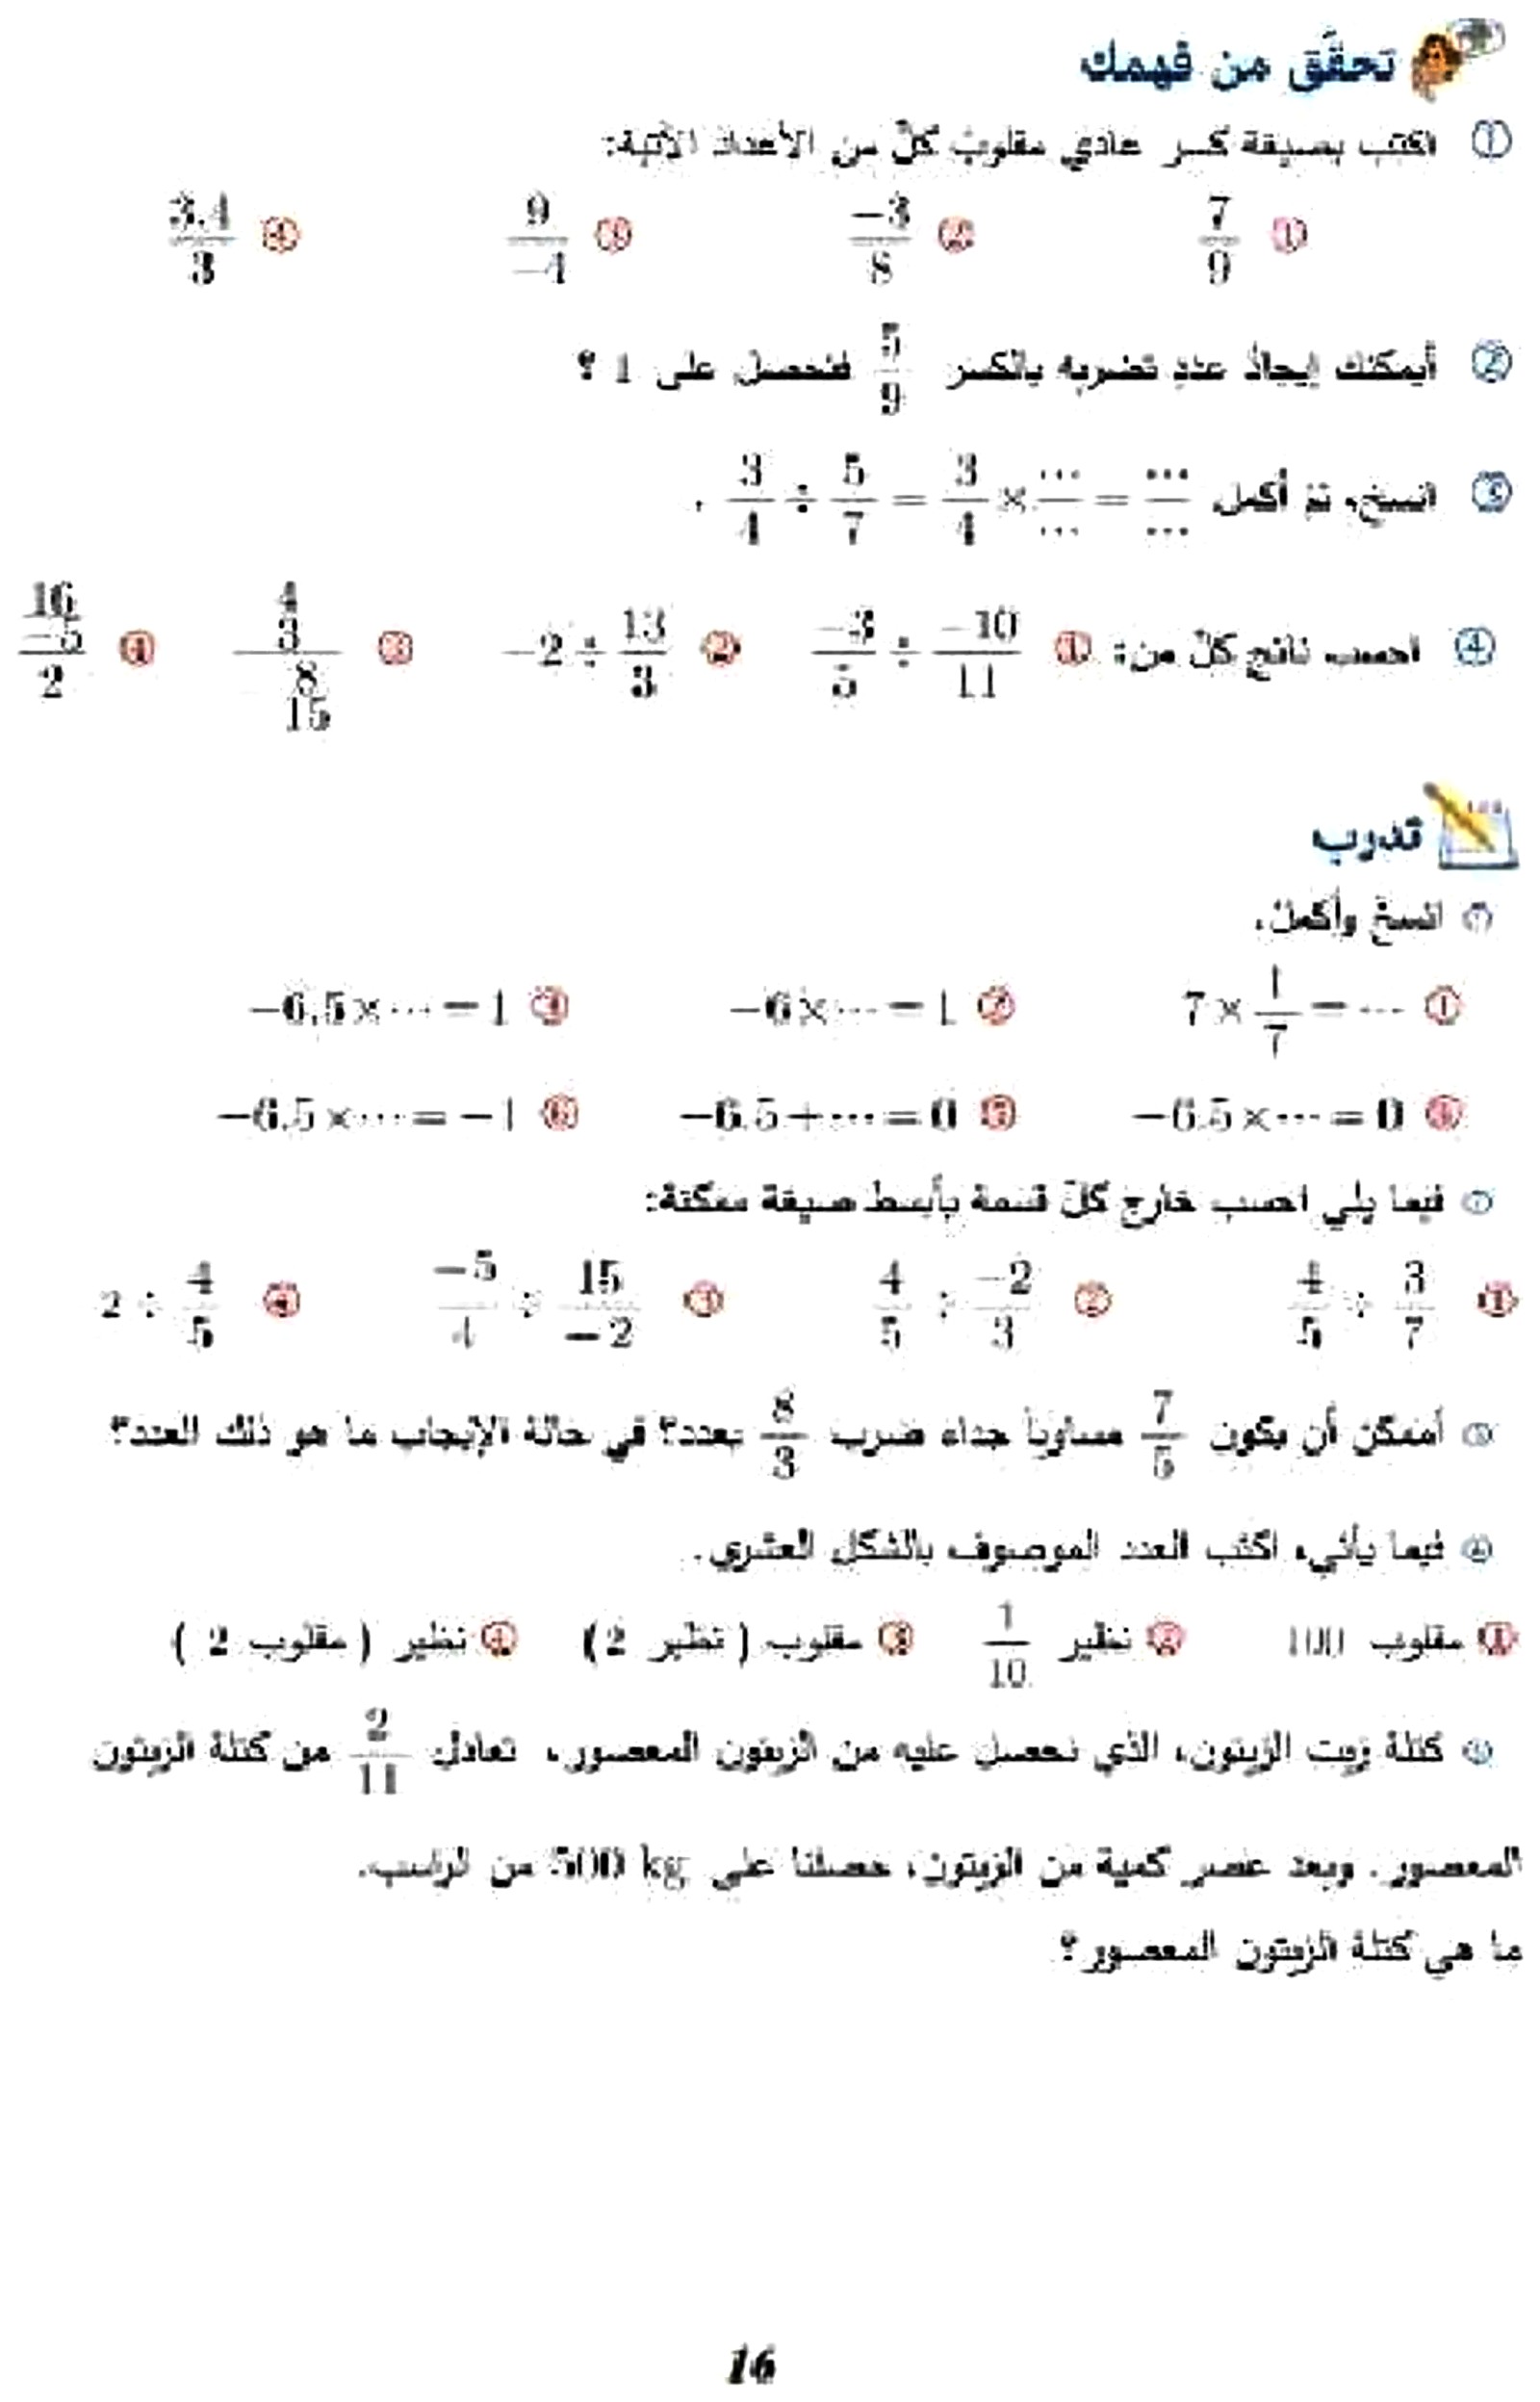 تحقَّق من فهمك
① اكتب بصيغة كسر عادي مقلوبَ كلٍّ من الأعداد الآتية:
① 7/9 ② -3/8 ③ 9/-4 ④ 3.4/3
② أيمكنك إيجادُ عددٍ تضربه بالكسر 5/9 فتحصل على 1 ؟
③ انسخ، ثمّ أكمل 3/4 ÷ 5/7 = 3/4 × .../... = .../... .
④ احسب ناتج كلّ من: ① -3/5 ÷ -10/11 ② -2 ÷ 13/3 ③ (4/3)/(8/15) ④ (16/-5)/2
تدرب
① انسخْ وأكملْ.
① 7 × 1/7 = ... ② -6 × ... = 1 ③ -6.5 × ... = 1
④ -6.5 × ... = 0 ⑤ -6.5 + ... = 0 ⑥ -6.5 × ... = -1
② فيما يلي احسب خارج كلّ قسمة بأبسط صيغة ممكنة:
① 4/5 ÷ 3/7 ② 4/5 ÷ -2/3 ③ -5/4 ÷ 15/-2 ④ 2 ÷ 4/5
③ أممكن أن يكون 7/5 مساوياً جداء ضرب 8/3 بعدد؟ في حالة الإيجاب ما هو ذلك العدد؟
④ فيما يأتي، اكتب العدد الموصوف بالشكل العشري.
① مقلوب 100 ② نظير 1/10 ③ مقلوب ( نظير 2) ④ نظير ( مقلوب 2 )
⑤ كتلة زيت الزيتون، الذي نحصل عليه من الزيتون المعصور، تعادل 2/11 من كتلة الزيتون
المعصور. وبعد عصر كمية من الزيتون، حصلنا على 500 kg من الراسب.
ما هي كتلة الزيتون المعصور؟
16